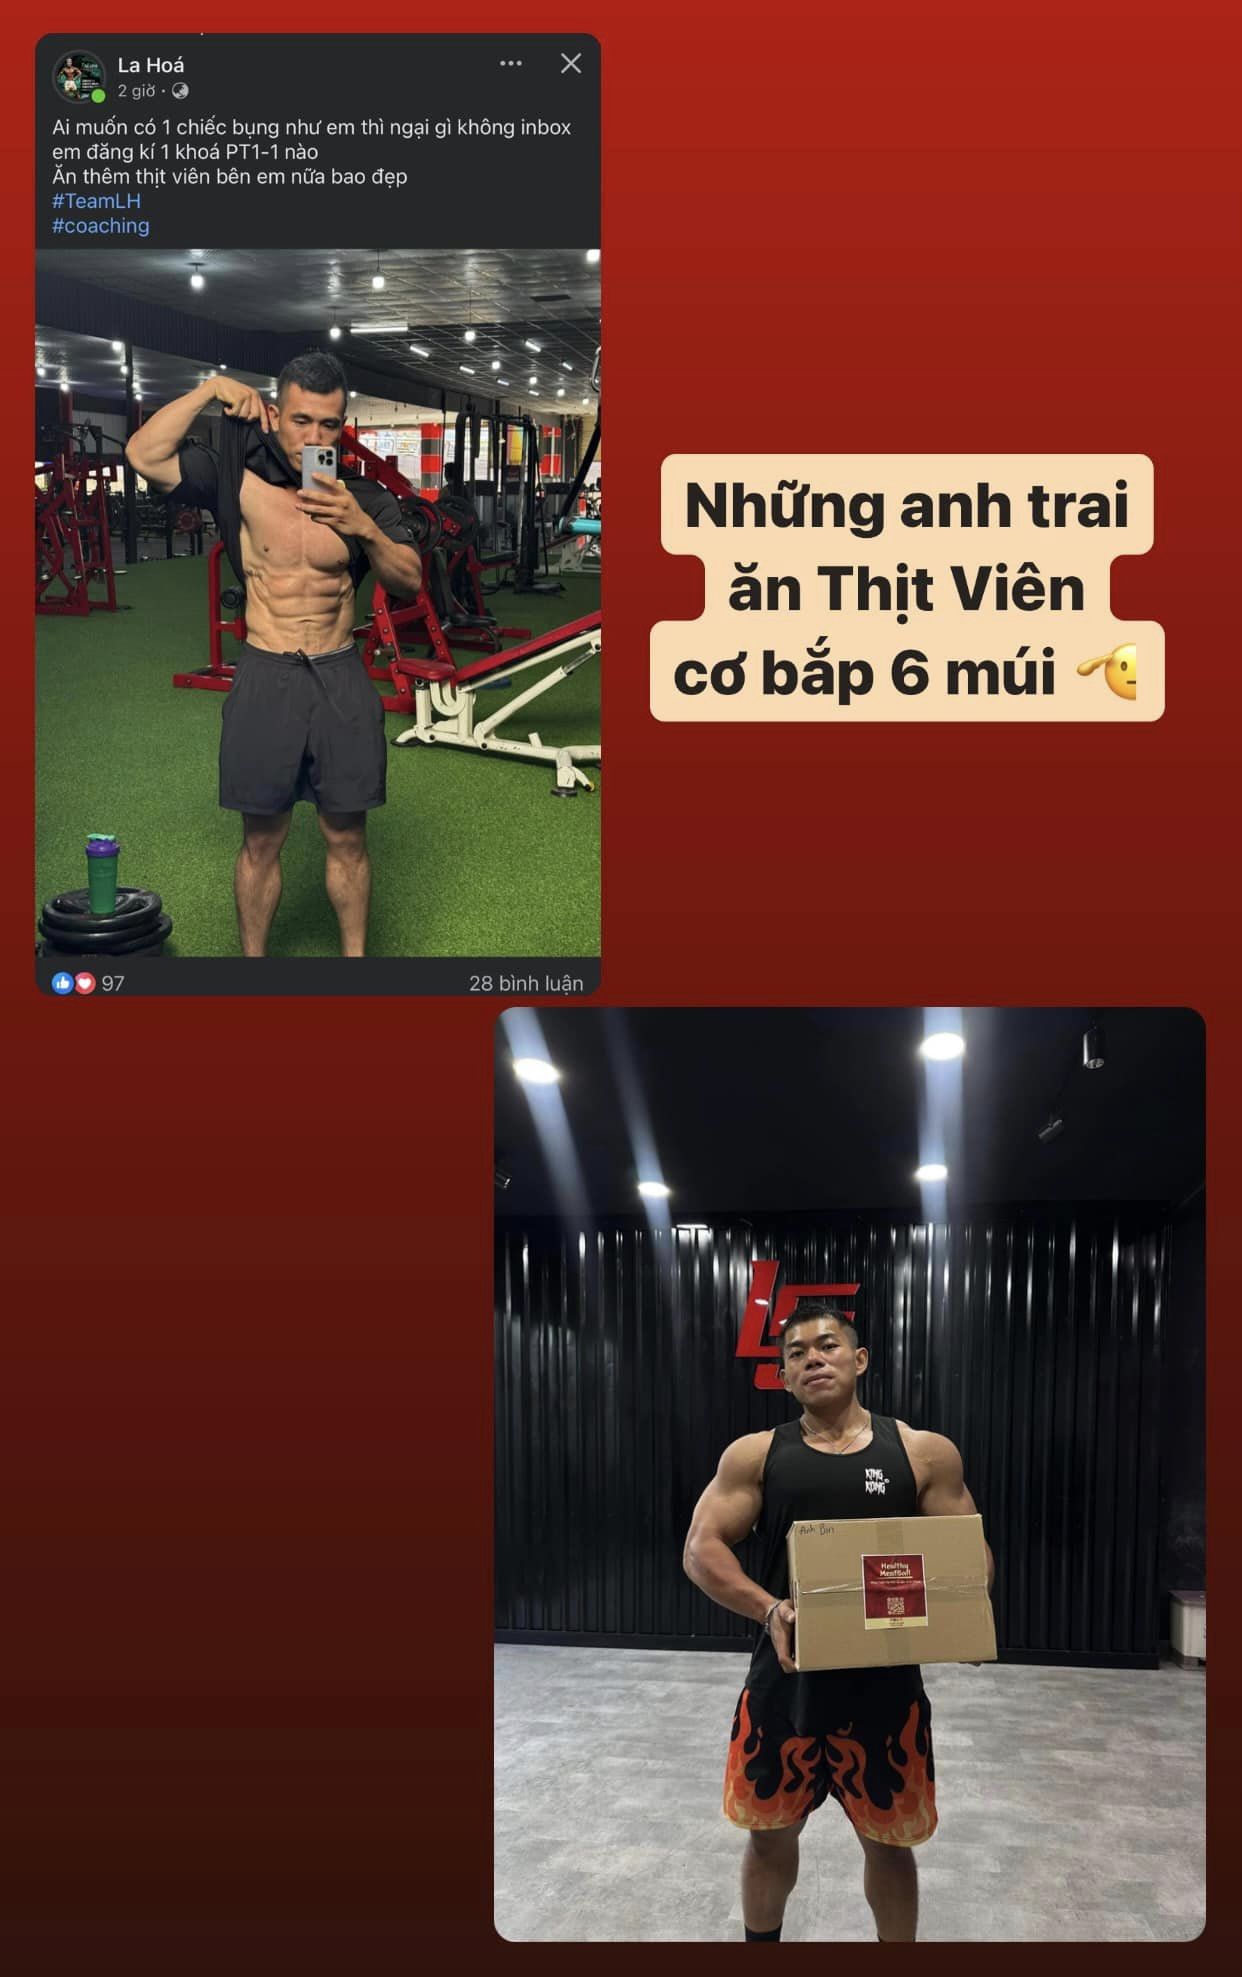 La Hoá
2 giờ ·
Ai muốn có 1 chiếc bụng như em thì ngại gì không inbox
em đăng kí 1 khoá PT1-1 nào
Ăn thêm thịt viên bên em nữa bao đẹp
#TeamLH
#coaching
97
28 bình luận
Những anh trai
ăn Thịt Viên
cơ bắp 6 múi
KING
KONG
Anh Bon
Healthy
MeatBall